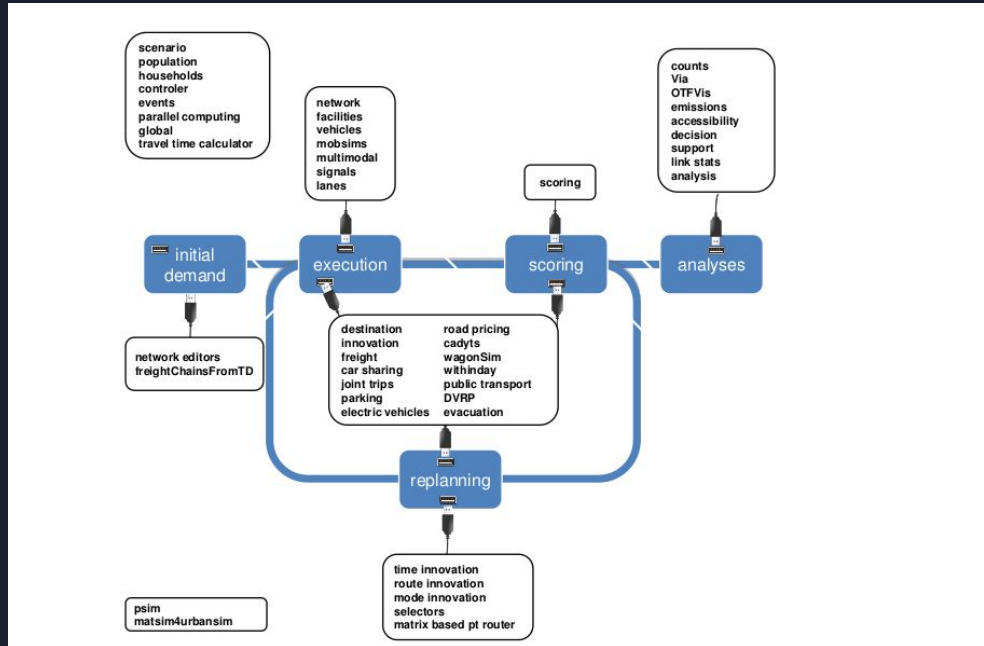 scenario
population
households
controler
events
parallel computing
global
travel time calculator
network
facilities
vehicles
mobsims
multimodal
signals
lanes
scoring
counts
Via
OTFVis
emissions
accessibility
decision
support
link stats
analysis
initial
demand
execution
scoring
analyses
network editors
freightChainsFromTD
destination
innovation
freight
car sharing
joint trips
parking
electric vehicles
road pricing
cadyts
wagonSim
withinday
public transport
DVRP
evacuation
replanning
time innovation
route innovation
mode innovation
selectors
matrix based pt router
psim
matsim4urbansim